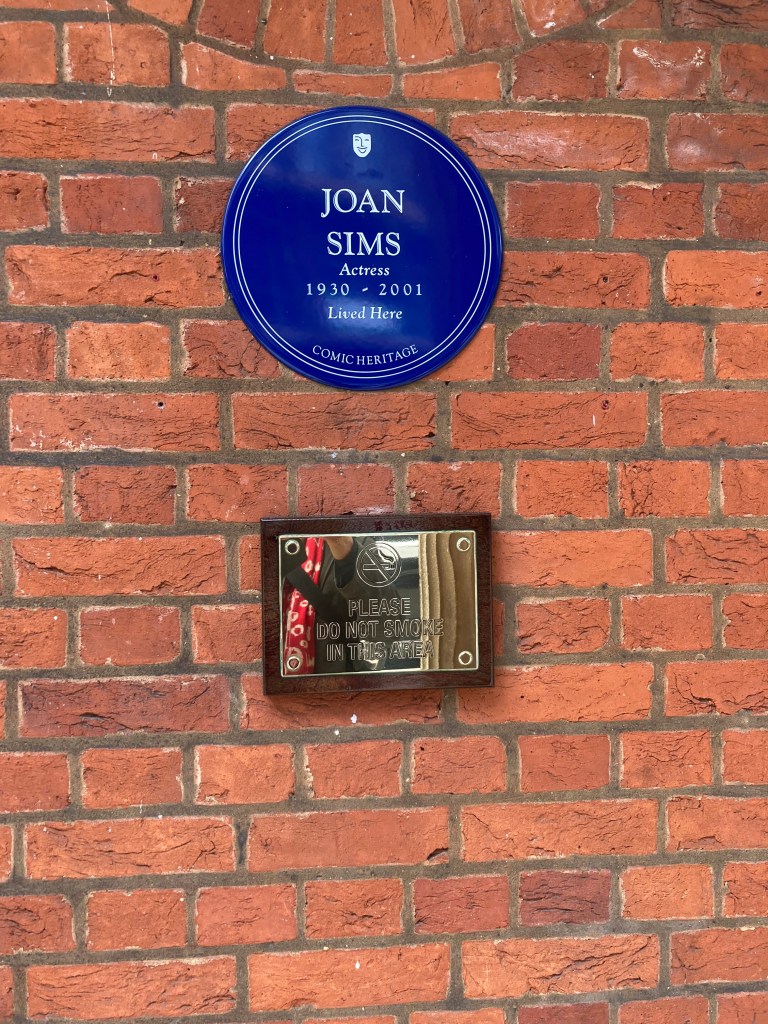 JOAN
SIMS
Actress
1930 - 2001
Lived Here
COMIC HERITAGE
PLEASE
DO NOT SMOKE
IN THIS AREA